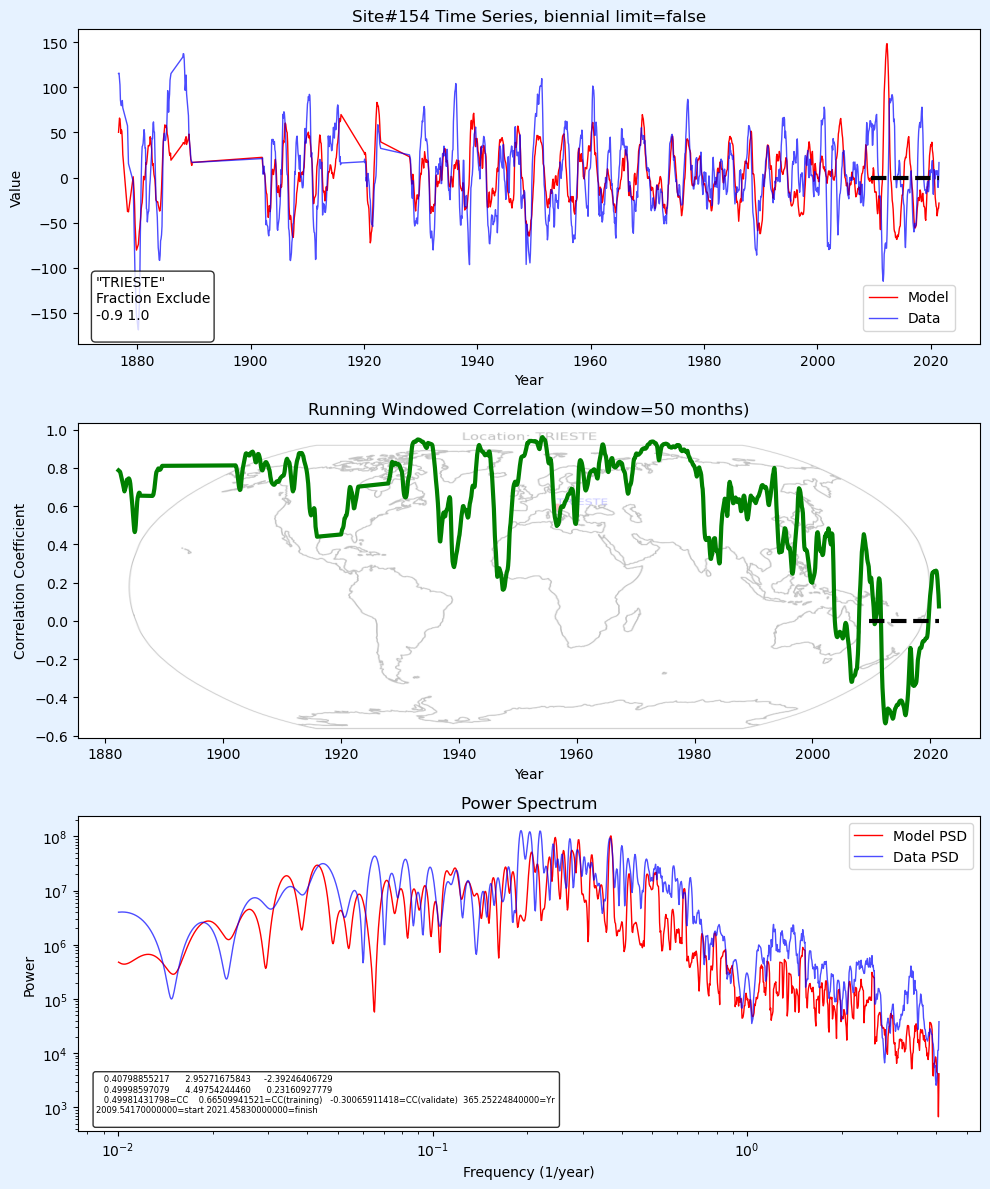 Site#154 Time Series, biennial limit=false
Value
150
100
50
0
−50
−100
−150
"TRIESTE"
Fraction Exclude
-0.9 1.0
Model
Data
1880 1900 1920 1940 1960 1980 2000 2020
Year
Running Windowed Correlation (window=50 months)
Location: TRIESTE
Correlation Coefficient
1.0
0.8
0.6
0.4
0.2
0.0
−0.2
−0.4
−0.6
1880 1900 1920 1940 1960 1980 2000 2020
Year
Power Spectrum
Power
10⁸
10⁷
10⁶
10⁵
10⁴
10³
Model PSD
Data PSD
0.40798855217 2.95271675843 -2.39246406729
0.49998597079 4.49754244460 0.23160927779
0.49981431798=CC 0.66509941521=CC(training) -0.30065911418=CC(validate) 365.25224840000=Yr
2009.54170000000=start 2021.45830000000=finish
10⁻² 10⁻¹ 10⁰
Frequency (1/year)